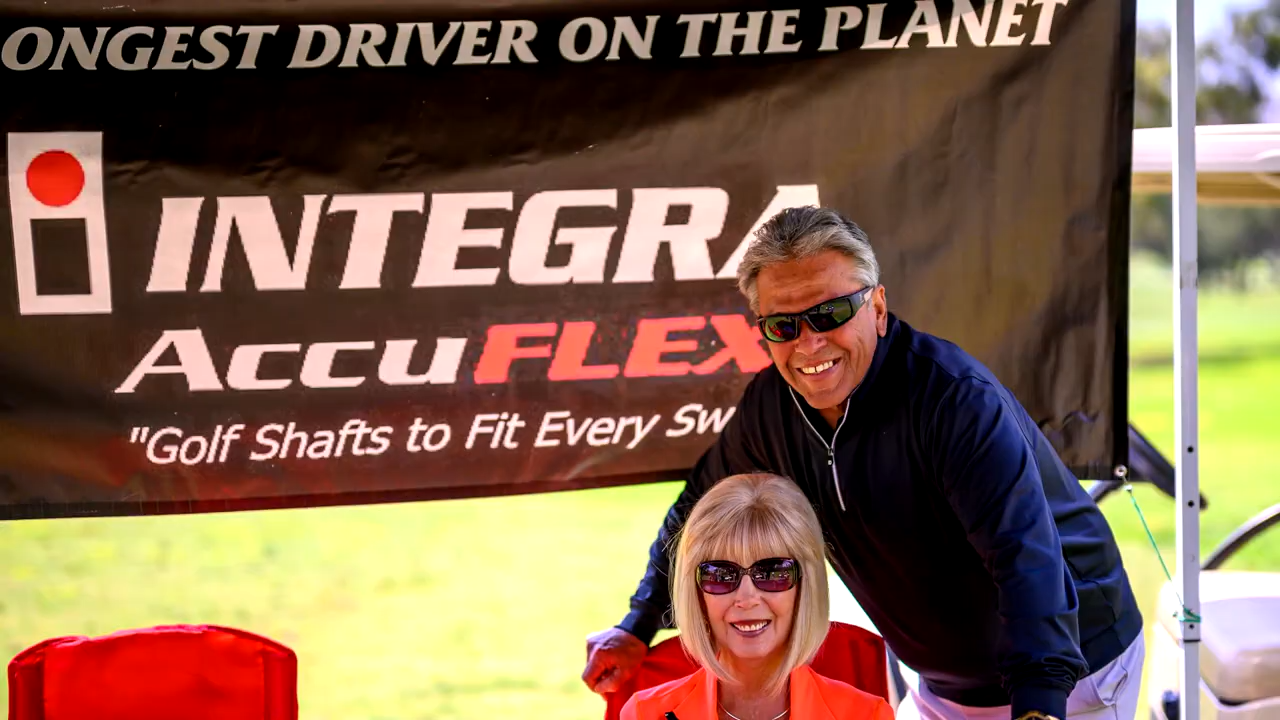 ONGEST DRIVER ON THE PLANET
INTEGRA
ACCUFLEX
"Golf Shafts to Fit Every Sw